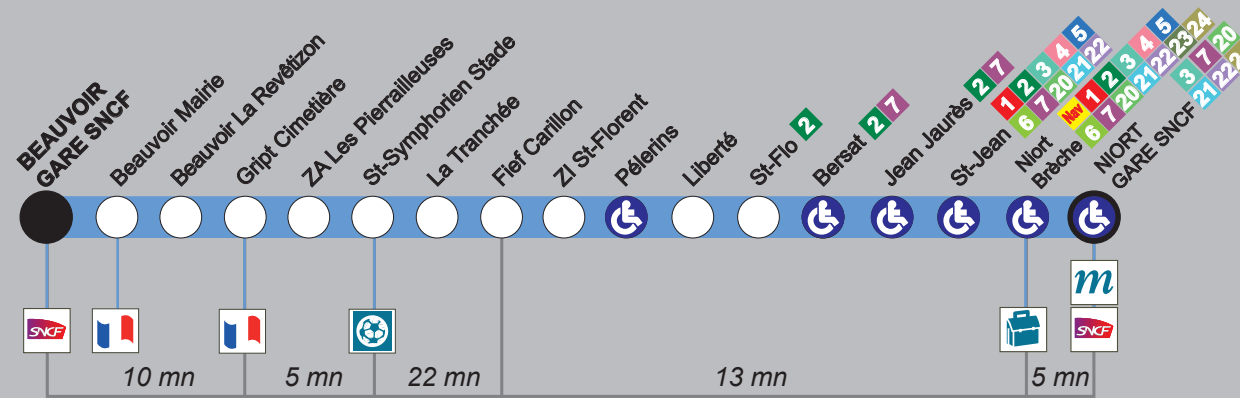 BEAUVOIR
GARE SNCF
Beauvoir Mairie
Beauvoir La Revêtizon
Gript Cimetière
ZA Les Pierrailleuses
St-Symphorien Stade
La Tranchée
Fief Carillon
ZI St-Florent
Pélerins
Liberté
St-Flo 2
Bersat 2 7
Jean Jaurès 2 7
St-Jean 1 2 3 4 5
6 7 20 21 22
Niort
Brèche Nav 1 2 3 4 5
6 7 20 21 22 23 24
NIORT
GARE SNCF 3 7 20
21 22
SNCF
m
SNCF
10 mn
5 mn
22 mn
13 mn
5 mn